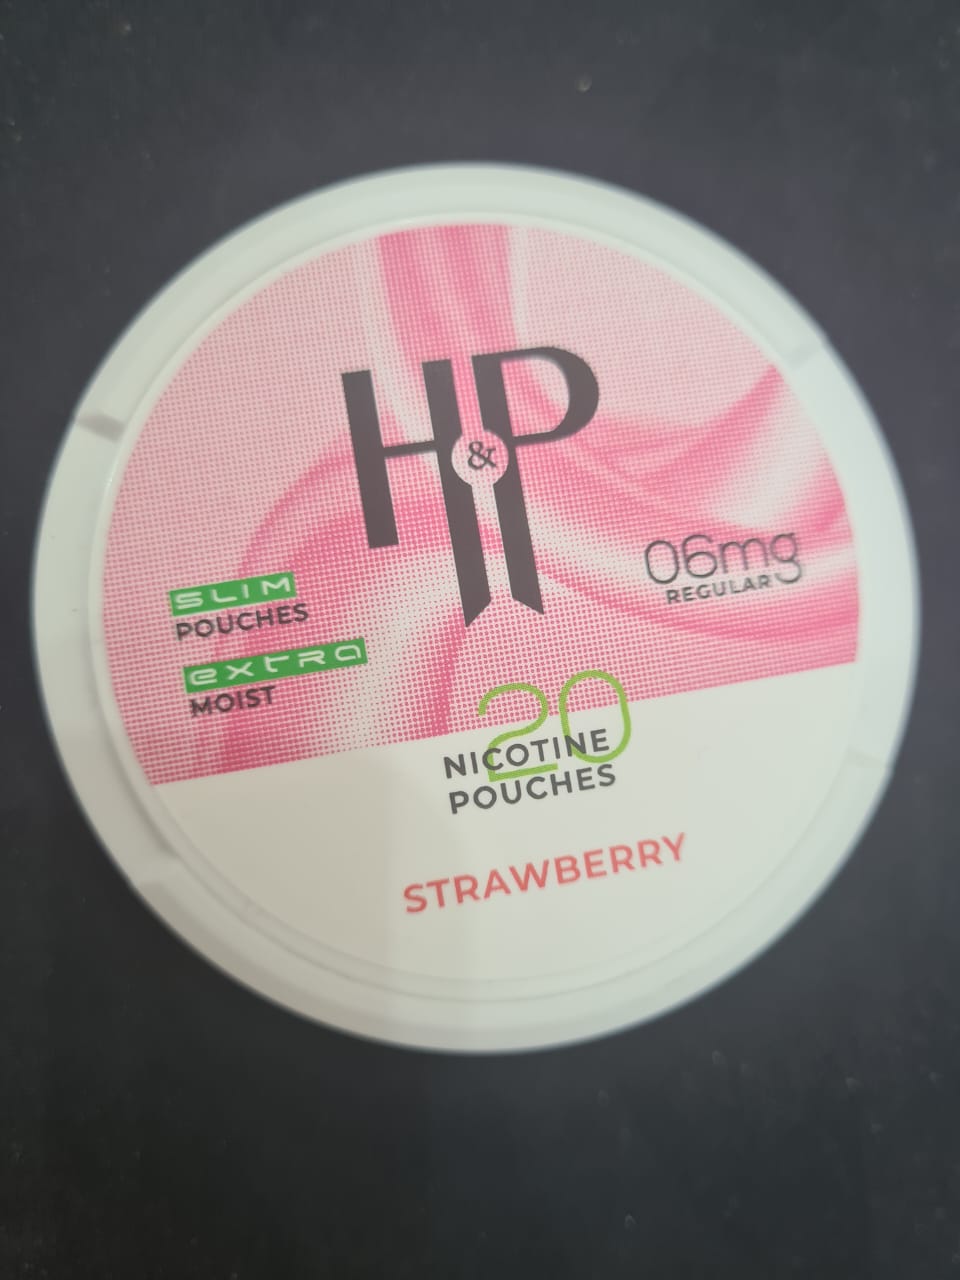 H&P
06mg
REGULAR
SLIM
POUCHES
extra
MOIST
20
NICOTINE
POUCHES
STRAWBERRY